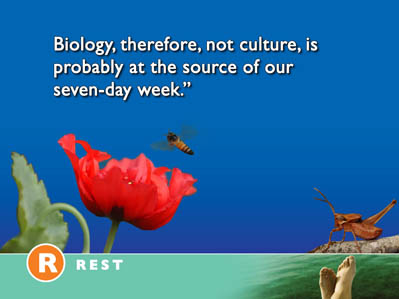 Biology, therefore, not culture, is
probably at the source of our
seven-day week.”
R REST